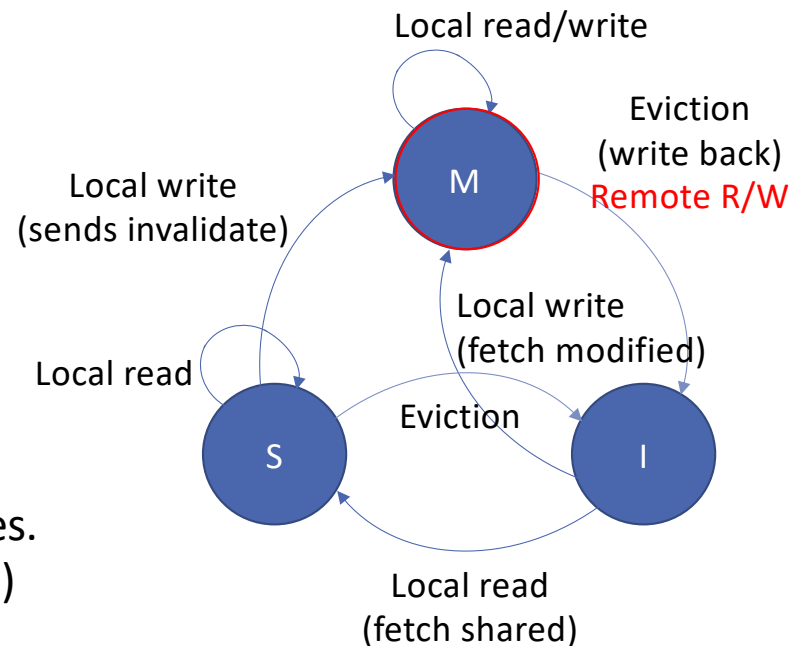 Local read/write
Eviction
(write back)
Remote R/W
M
Local write
(sends invalidate)
Local write
(fetch modified)
Local read
Eviction
S
I
es.
)
Local read
(fetch shared)